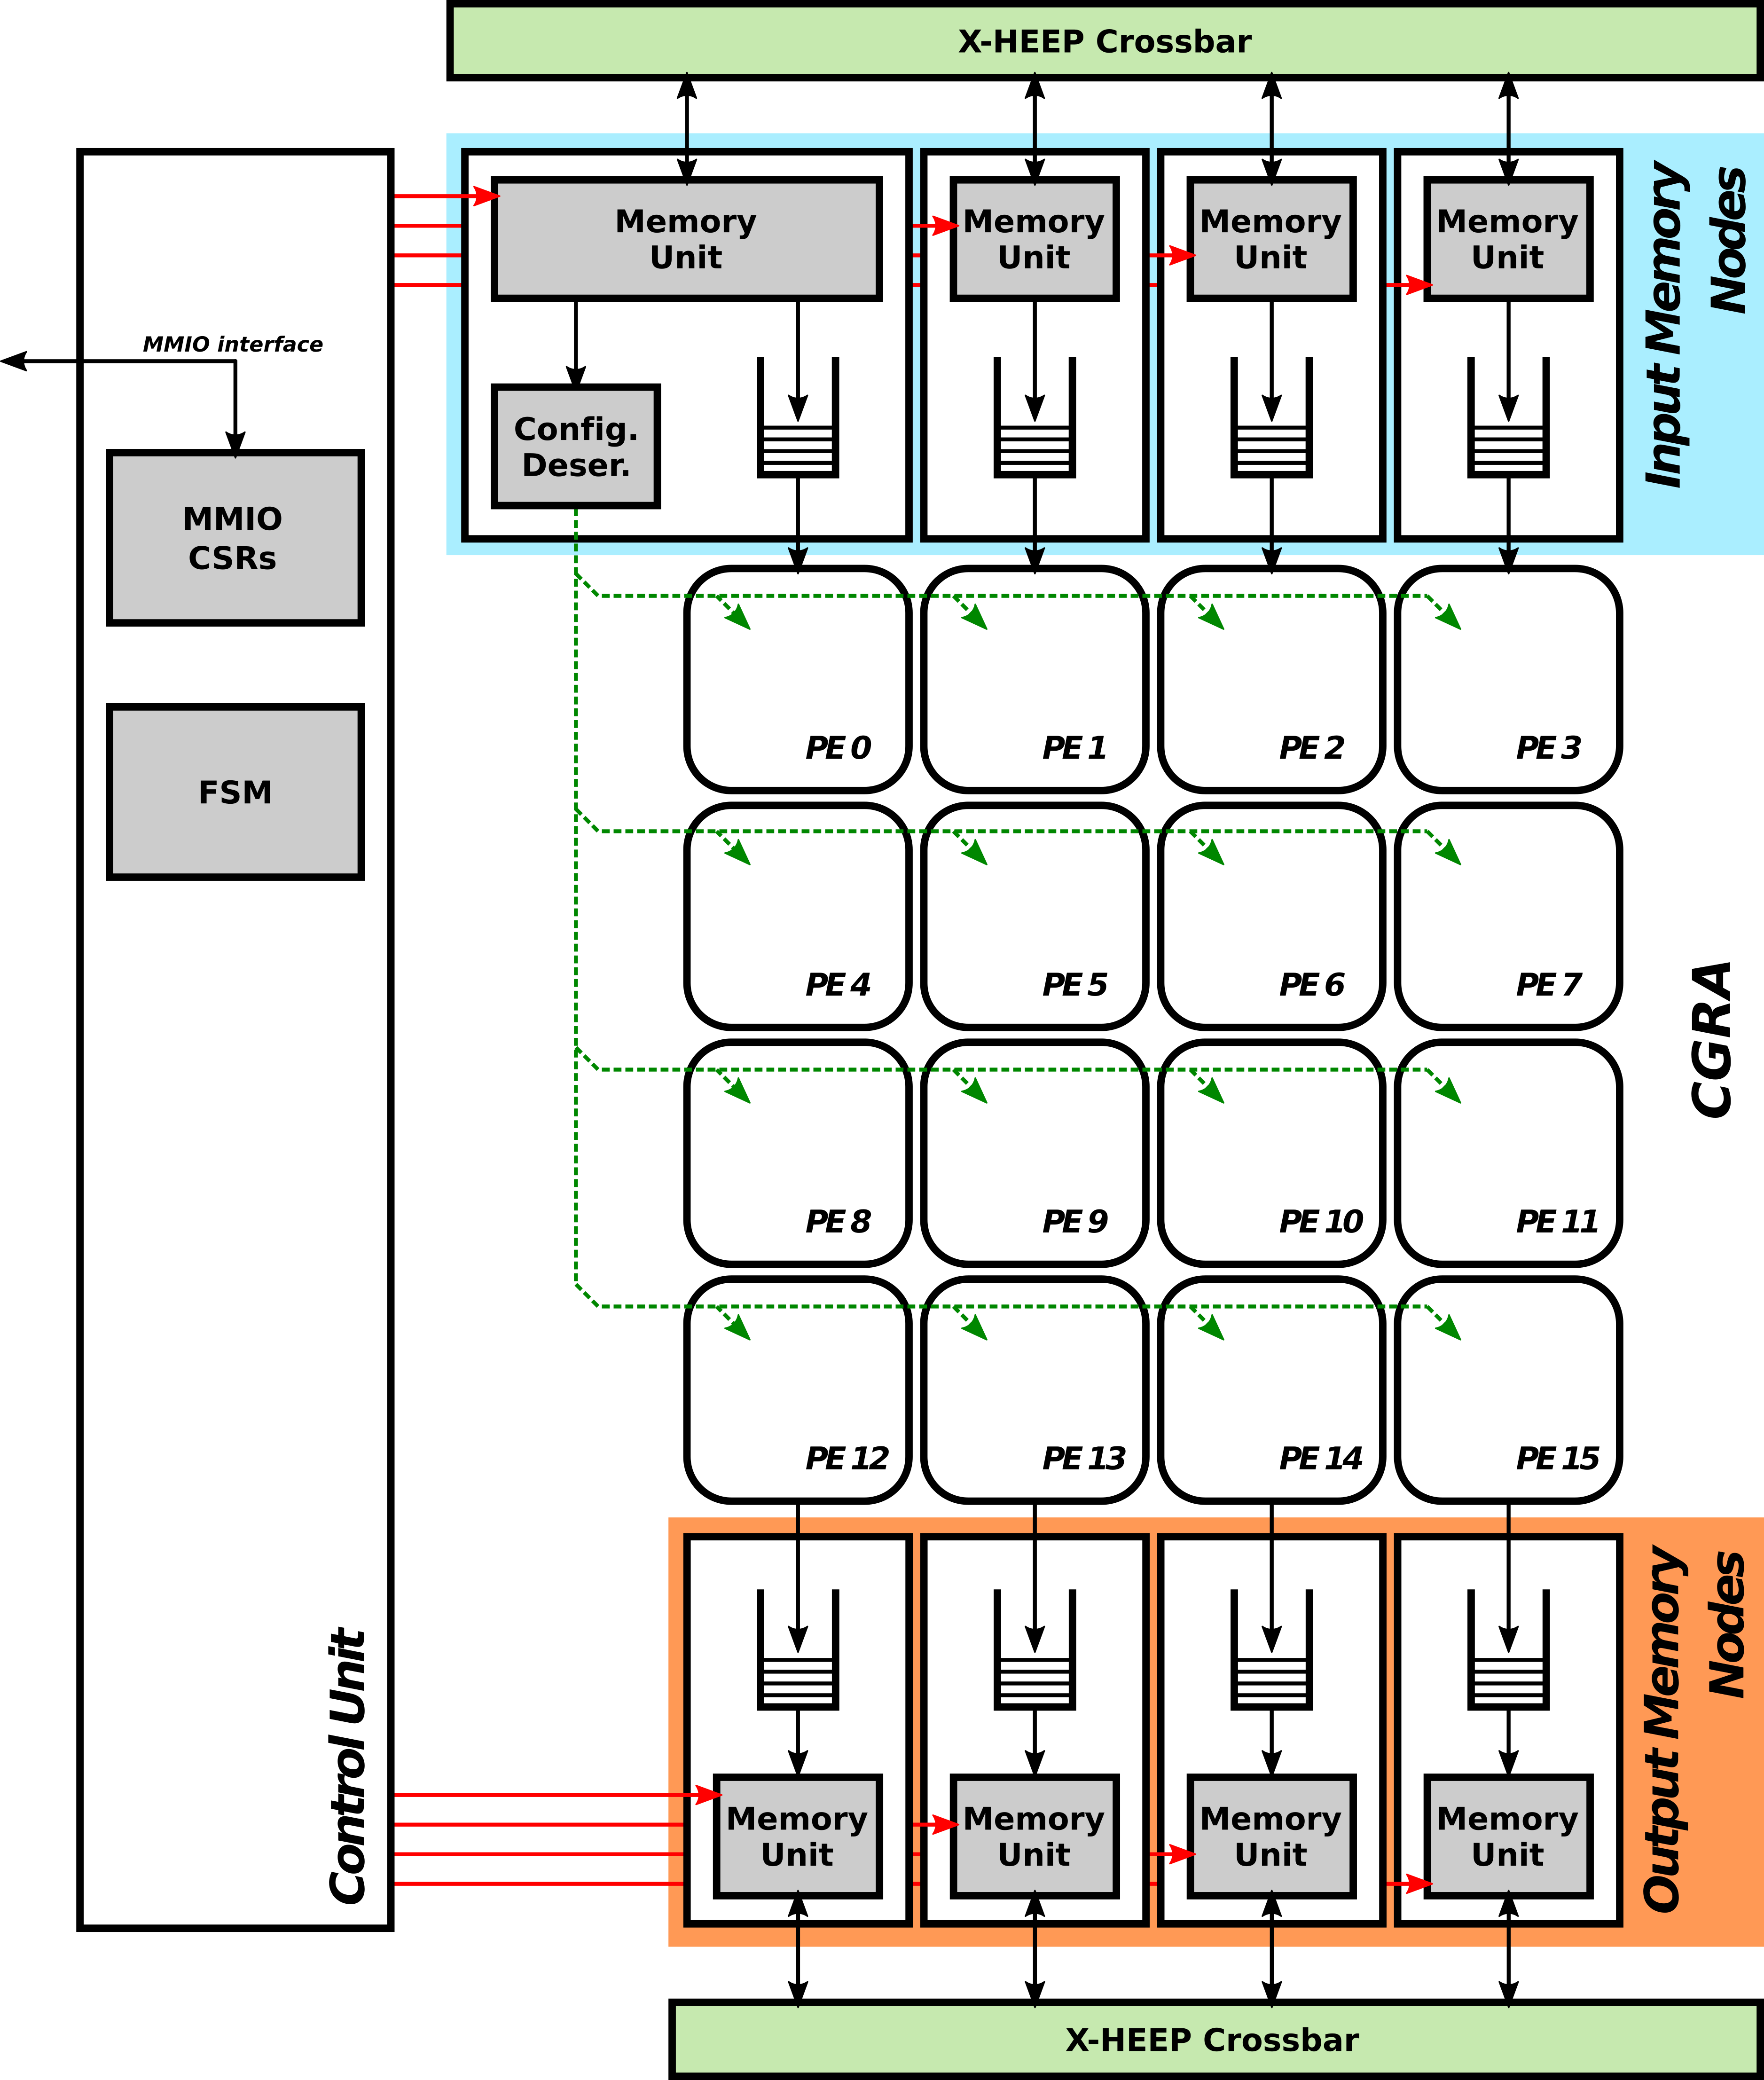 X-HEEP Crossbar
Memory
Unit
Memory
Unit
Memory
Unit
Memory
Unit
Input Memory
Nodes
MMIO interface
Config.
Deser.
MMIO
CSRs
FSM
PE 0
PE 1
PE 2
PE 3
PE 4
PE 5
PE 6
PE 7
CGRA
PE 8
PE 9
PE 10
PE 11
PE 12
PE 13
PE 14
PE 15
Control Unit
Output Memory
Nodes
Memory
Unit
Memory
Unit
Memory
Unit
Memory
Unit
X-HEEP Crossbar